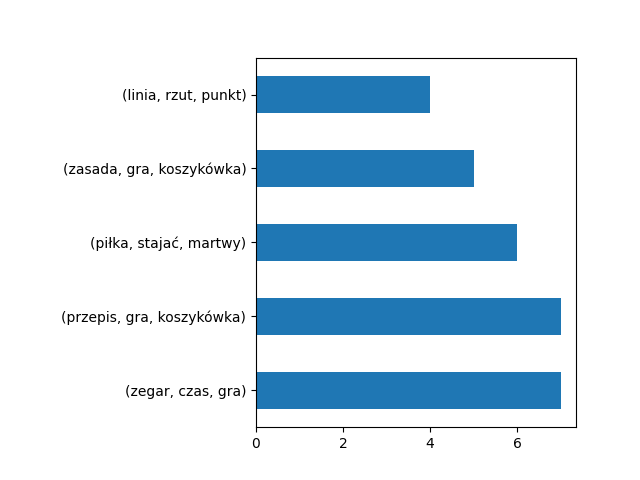 (linia, rzut, punkt)
(zasada, gra, koszykówka)
(piłka, stajać, martwy)
(przepis, gra, koszykówka)
(zegar, czas, gra)
0 2 4 6